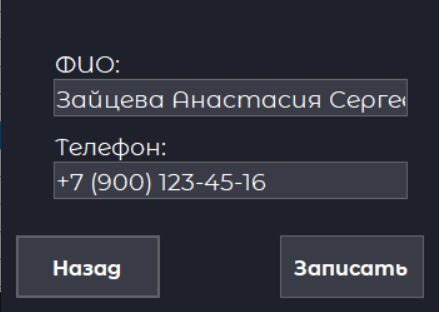 ФИО:
Зайцева Анастасия Серге
Телефон:
+7 (900) 123-45-16
Назад
Записать